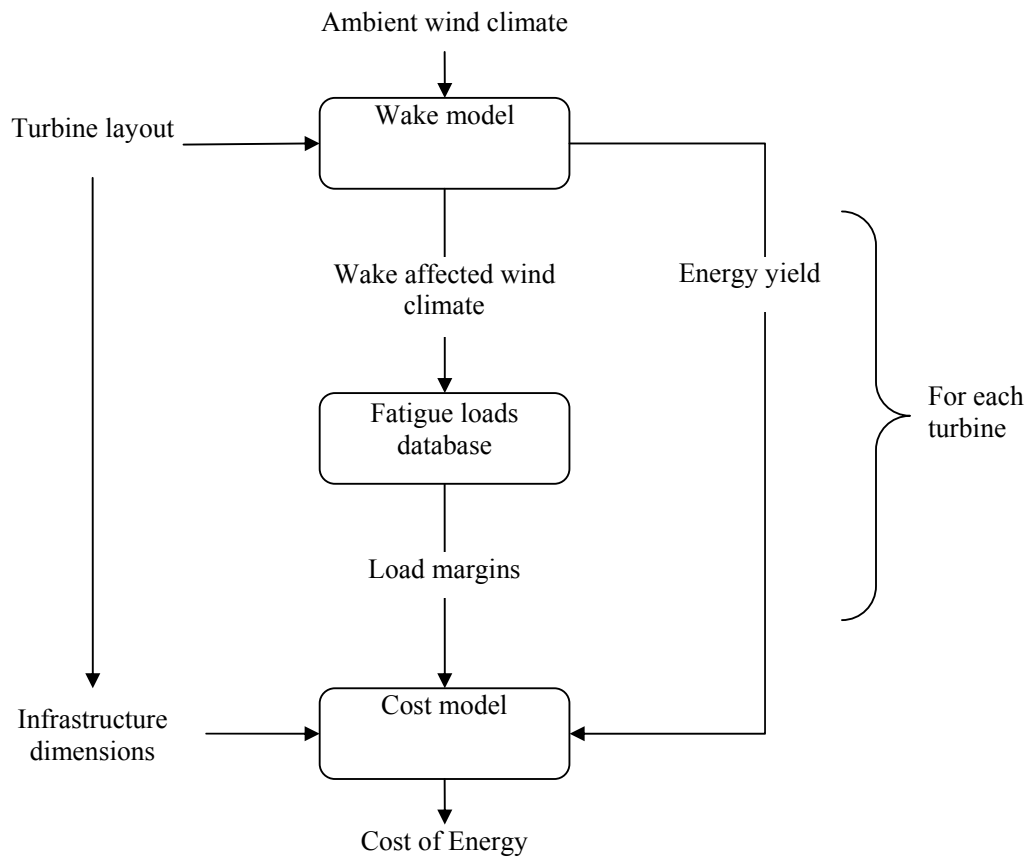 Ambient wind climate
Wake model
Turbine layout
Wake affected wind
climate
Energy yield
Fatigue loads
database
For each
turbine
Load margins
Infrastructure
dimensions
Cost model
Cost of Energy